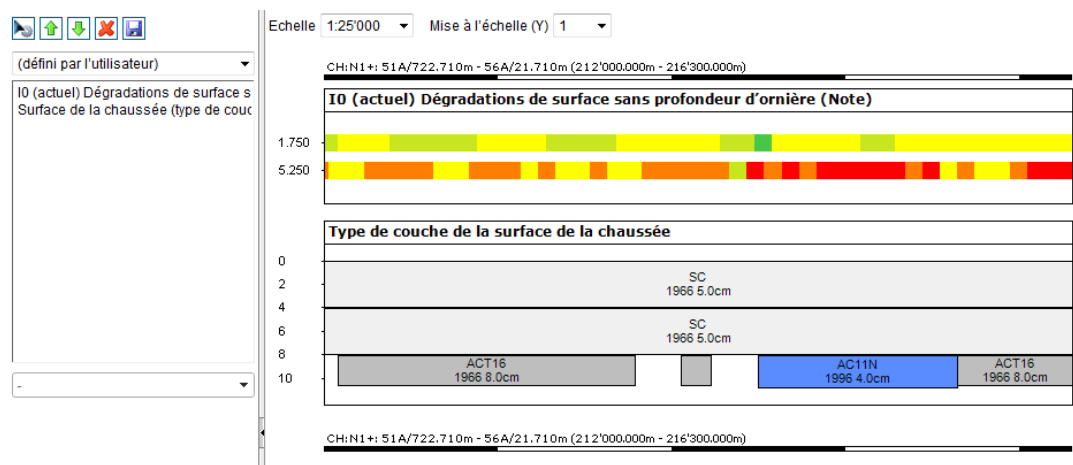 Echelle 1:25'000 Mise à l'échelle (Y) 1
(défini par l'utilisateur)
I0 (actuel) Dégradations de surface s
Surface de la chaussée (type de couc
-
CH:N1+: 51A/722.710m - 56A/21.710m (212'000.000m - 216'300.000m)
I0 (actuel) Dégradations de surface sans profondeur d'ornière (Note)
1.750
5.250
Type de couche de la surface de la chaussée
0
2
4
6
8
10
SC
1966 5.0cm
SC
1966 5.0cm
ACT16
1966 8.0cm
AC11N
1996 4.0cm
ACT16
1966 8.0cm
CH:N1+: 51A/722.710m - 56A/21.710m (212'000.000m - 216'300.000m)